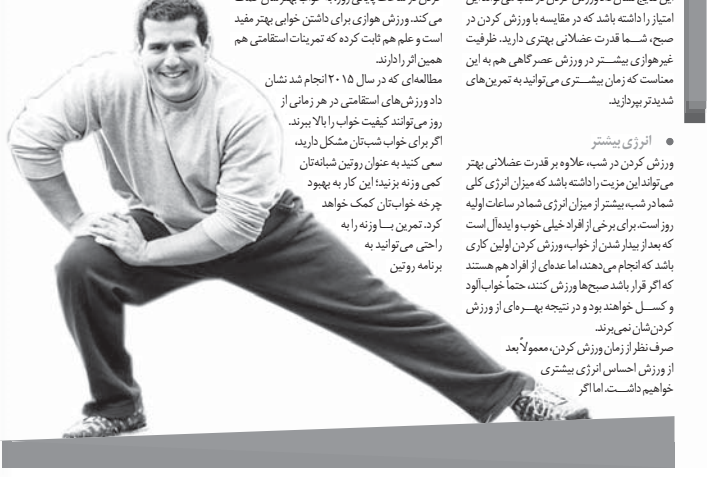 امتیاز را داشته باشد که در مقایسه با ورزش کردن در
صبح، شـما قدرت عضلانی بهتری دارید. ظرفیت
غیرهوازی بیشـتر در ورزش عصرگاهی هم به این
معناست که زمان بیشـتری می‌توانید به تمرین‌های
شدیدتر بپردازید.
انرژی بیشتر
ورزش کردن در شب، علاوه بر قدرت عضلانی بهتر
می‌تواند این مزیت را داشته باشد که میزان انرژی کلی
شما در شب، بیشتر از میزان انرژی شما در ساعات اولیه
روز است. برای برخی از افراد خیلی خوب و ایده‌آل است
که بعد از بیدار شدن از خواب، ورزش کردن اولین کاری
باشد که انجام می‌دهند، اما عده‌ای از افراد هم هستند
که اگر قرار باشد صبح‌ها ورزش کنند، حتماً خواب‌آلود
و کسـل خواهند بود و در نتیجه بهـره‌ای از ورزش
کردن‌شان نمی‌برند.
صرف نظر از زمان ورزش کردن، معمولاً بعد
از ورزش احساس انرژی بیشتری
خواهیم داشـت. اما اگر
می‌کند. ورزش هوازی برای داشتن خوابی بهتر مفید
است و علم هم ثابت کرده که تمرینات استقامتی هم
همین اثر را دارند.
مطالعه‌ای که در سال ۲۰۱۵ انجام شد نشان
داد ورزش‌های استقامتی در هر زمانی از
روز می‌توانند کیفیت خواب را بالا ببرند.
اگر برای خواب شب‌تان مشکل دارید،
سعی کنید به عنوان روتین شبانه‌تان
کمی وزنه بزنید؛ این کار به بهبود
چرخه خواب‌تان کمک خواهد
کرد. تمرین بـا وزنه را به
راحتی می‌توانید به
برنامه روتین